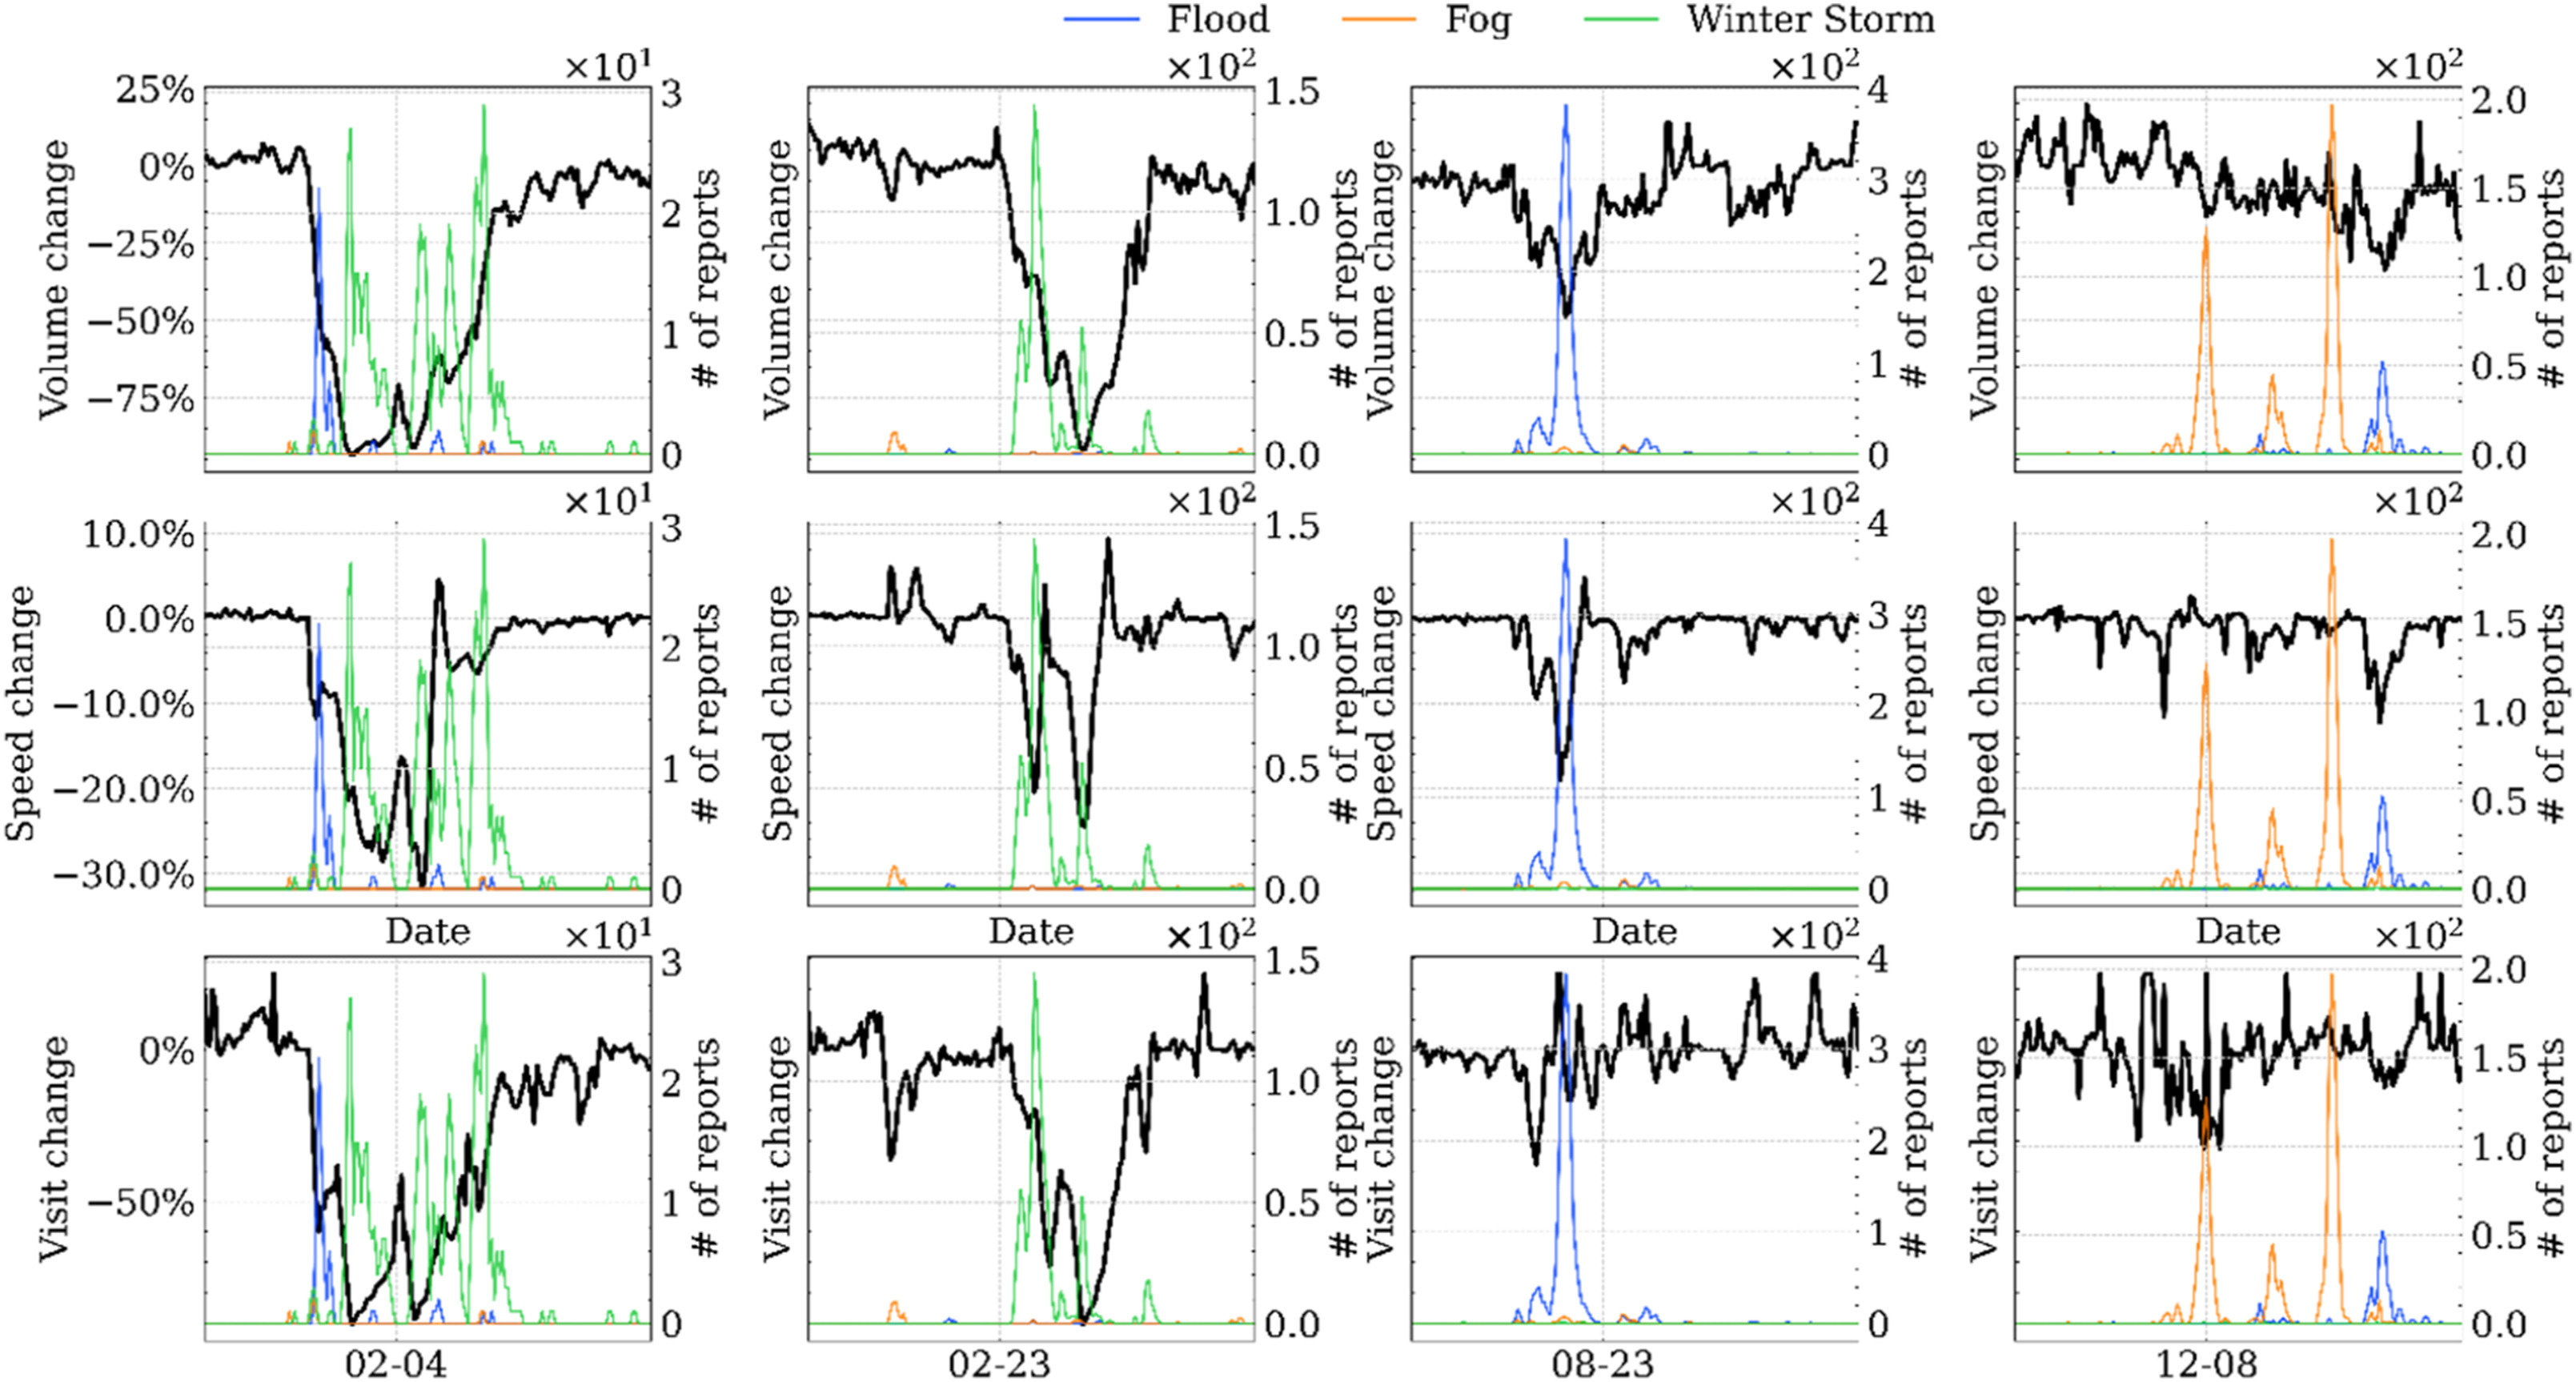 Flood Fog Winter Storm
×10¹ ×10² ×10² ×10²
25% 0% −25% −50% −75%
Volume change
3 2 1 0
# of reports
Volume change
1.5 1.0 0.5 0.0
# of reports
Volume change
4 3 2 1 0
# of reports
Volume change
2.0 1.5 1.0 0.5 0.0
# of reports
×10¹ ×10² ×10² ×10²
10.0% 0.0% −10.0% −20.0% −30.0%
Speed change
3 2 1 0
# of reports
Speed change
1.5 1.0 0.5 0.0
# of reports
Speed change
4 3 2 1 0
# of reports
Speed change
2.0 1.5 1.0 0.5 0.0
# of reports
Date Date Date Date
×10¹ ×10² ×10² ×10²
0% −50%
Visit change
3 2 1 0
# of reports
Visit change
1.5 1.0 0.5 0.0
# of reports
Visit change
4 3 2 1 0
# of reports
Visit change
2.0 1.5 1.0 0.5 0.0
# of reports
02-04 02-23 08-23 12-08